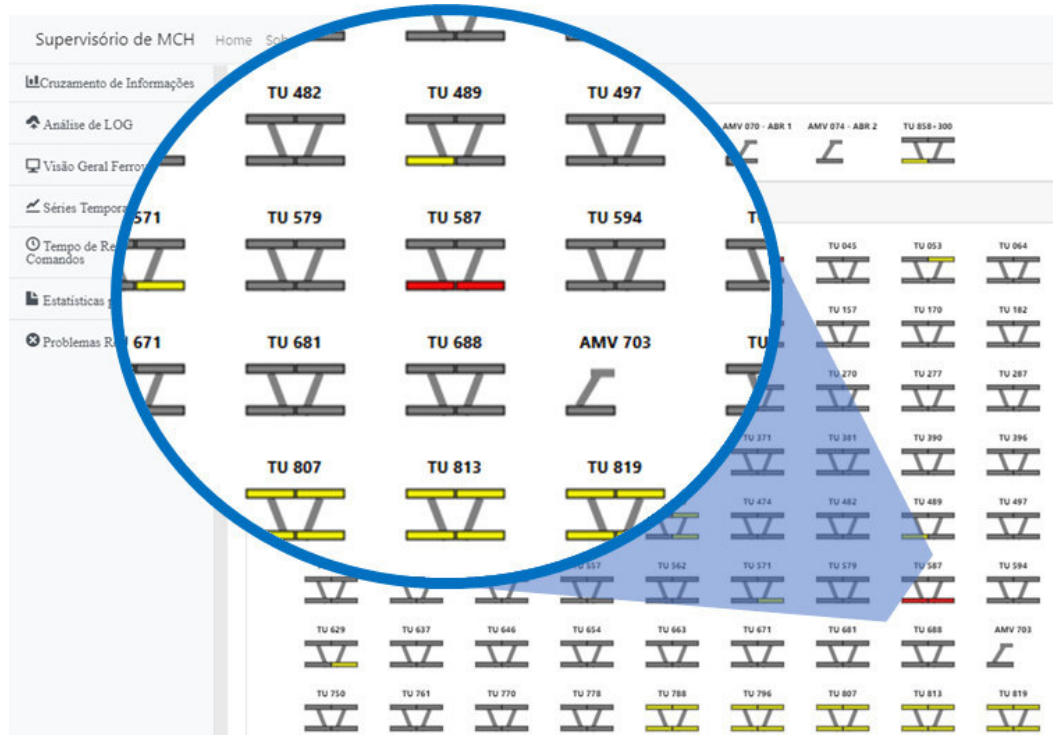 Supervisório de MCH Home
Cruzamento de Informações
Análise de LOG
Visão Geral
Séries
Tempo de
Comandos
Estatísticas
Problemas
TU 482 TU 489 TU 497
571 TU 579 TU 587 TU 594
671 TU 681 TU 688 AMV 703 TU
TU 807 TU 813 TU 819
AMV 070 - ABR 1 AMV 074 - ABR 2 TU 858+300
TU 045 TU 053 TU 064
TU 157 TU 170 TU 182
TU 270 TU 277 TU 287
TU 371 TU 381 TU 390 TU 396
TU 474 TU 482 TU 489 TU 497
TU 557 TU 562 TU 571 TU 579 TU 587 TU 594
TU 629 TU 637 TU 646 TU 654 TU 663 TU 671 TU 681 TU 688 AMV 703
TU 750 TU 761 TU 770 TU 778 TU 788 TU 796 TU 807 TU 813 TU 819